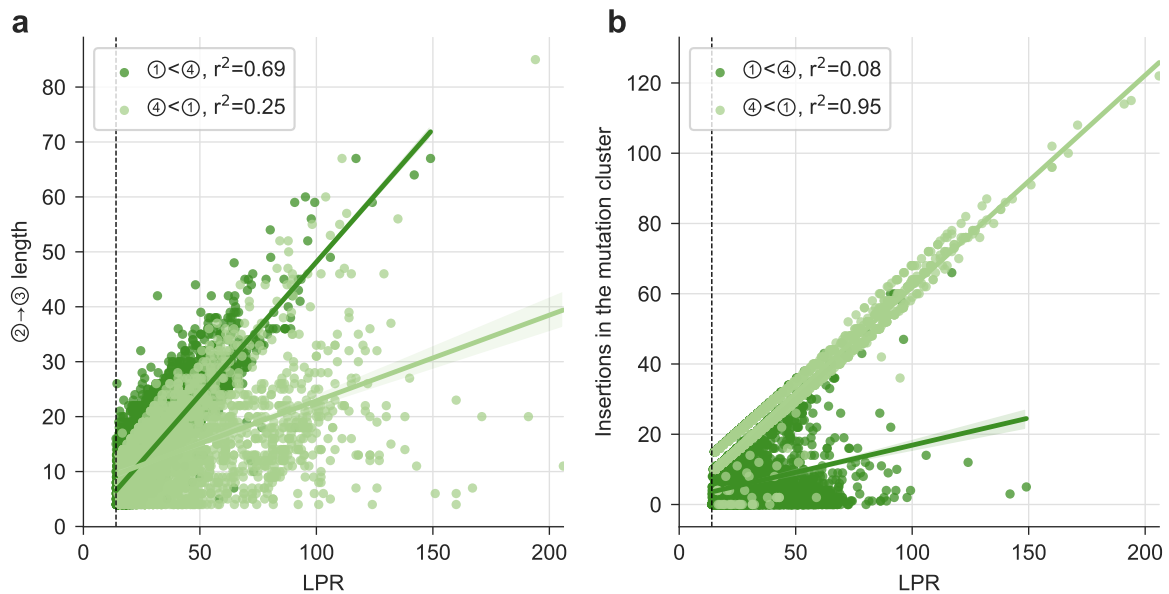 a
①<④, r²=0.69
④<①, r²=0.25
②→③ length
80
70
60
50
40
30
20
10
0
0 50 100 150 200
LPR
b
①<④, r²=0.08
④<①, r²=0.95
Insertions in the mutation cluster
120
100
80
60
40
20
0
0 50 100 150 200
LPR